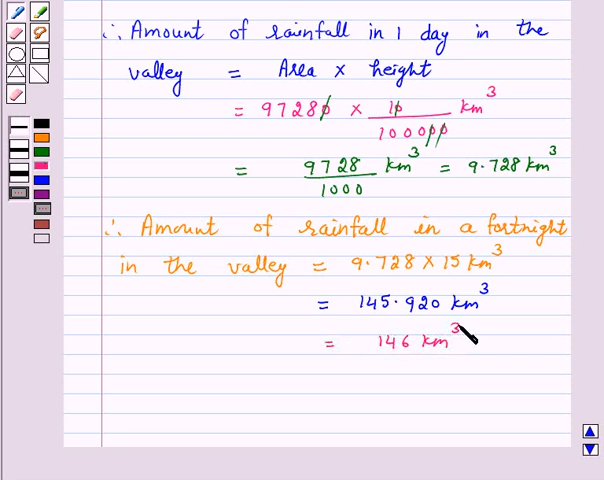 ∴ Amount of rainfall in 1 day in the
valley = Area × height
= 97280 × 10/100000 km³
= 9728/1000 km³ = 9.728 km³
∴ Amount of rainfall in a fortnight
in the valley = 9.728 × 15 km³
= 145.920 km³
= 146 km³